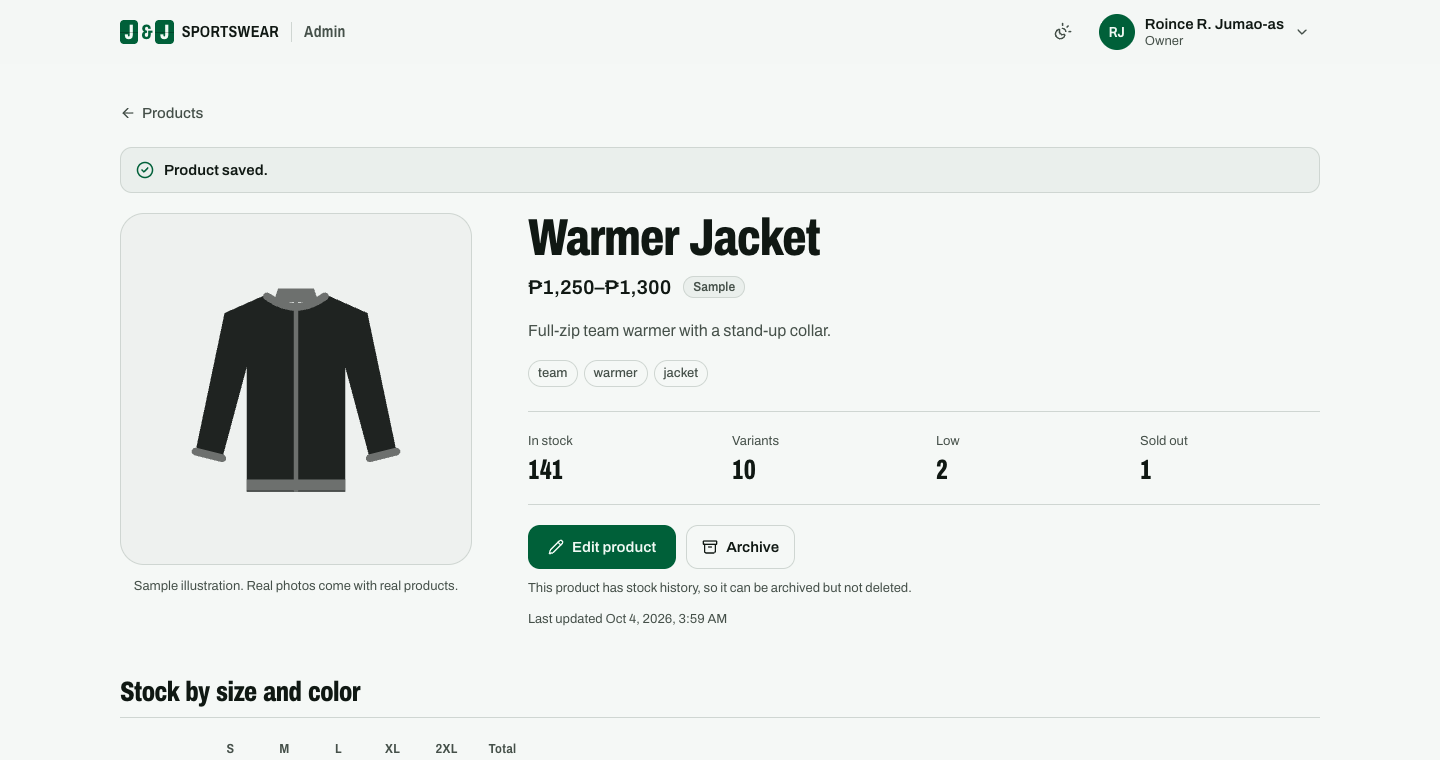 J & J SPORTSWEAR Admin
RJ
Roince R. Jumao-as
Owner
Products
Product saved.
Warmer Jacket
₱1,250–₱1,300 Sample
Full-zip team warmer with a stand-up collar.
team warmer jacket
In stock Variants Low Sold out
141 10 2 1
Edit product Archive
Sample illustration. Real photos come with real products.
This product has stock history, so it can be archived but not deleted.
Last updated Oct 4, 2026, 3:59 AM
Stock by size and color
S M L XL 2XL Total